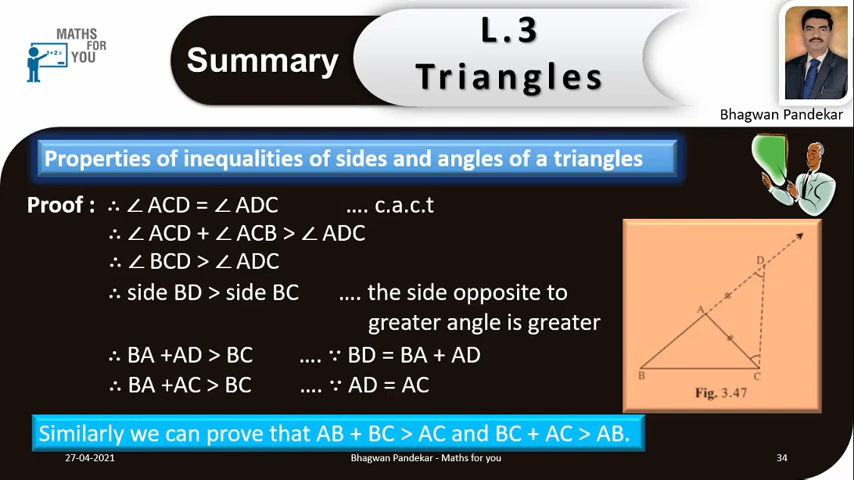 MATHS
FOR
YOU
1+2=
Summary
L.3
Triangles
Bhagwan Pandekar
Properties of inequalities of sides and angles of a triangles
Proof : ∴ ∠ ACD = ∠ ADC .... c.a.c.t
∴ ∠ ACD + ∠ ACB > ∠ ADC
∴ ∠ BCD > ∠ ADC
∴ side BD > side BC .... the side opposite to
greater angle is greater
∴ BA +AD > BC .... ∵ BD = BA + AD
∴ BA +AC > BC .... ∵ AD = AC
D
A
B
C
Fig. 3.47
Similarly we can prove that AB + BC > AC and BC + AC > AB.
27-04-2021 Bhagwan Pandekar - Maths for you 34